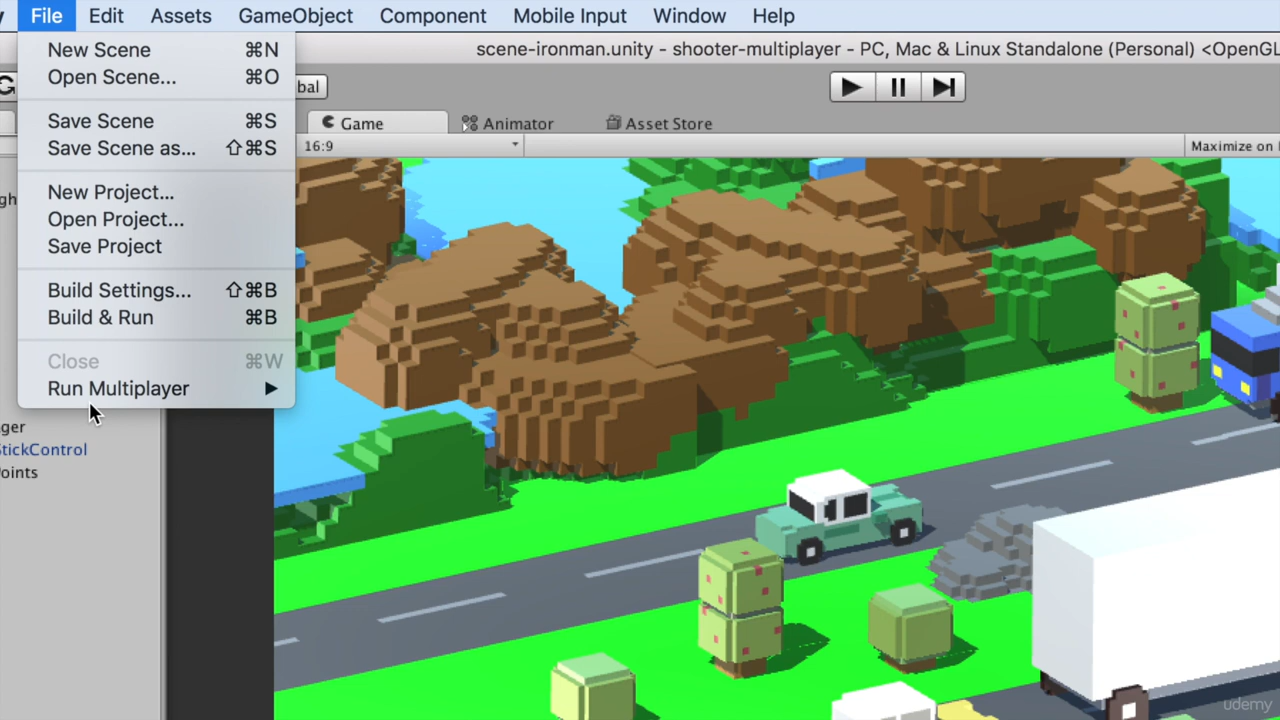 File Edit Assets GameObject Component Mobile Input Window Help
scene-ironman.unity - shooter-multiplayer - PC, Mac & Linux Standalone (Personal) <OpenGL
New Scene ⌘N
Open Scene... ⌘O
Save Scene ⌘S
Save Scene as... ⇧⌘S
New Project...
Open Project...
Save Project
Build Settings... ⇧⌘B
Build & Run ⌘B
Close ⌘W
Run Multiplayer
bal
Game Animator Asset Store
16:9 Maximize on
gh
ger
StickControl
oints
udemy